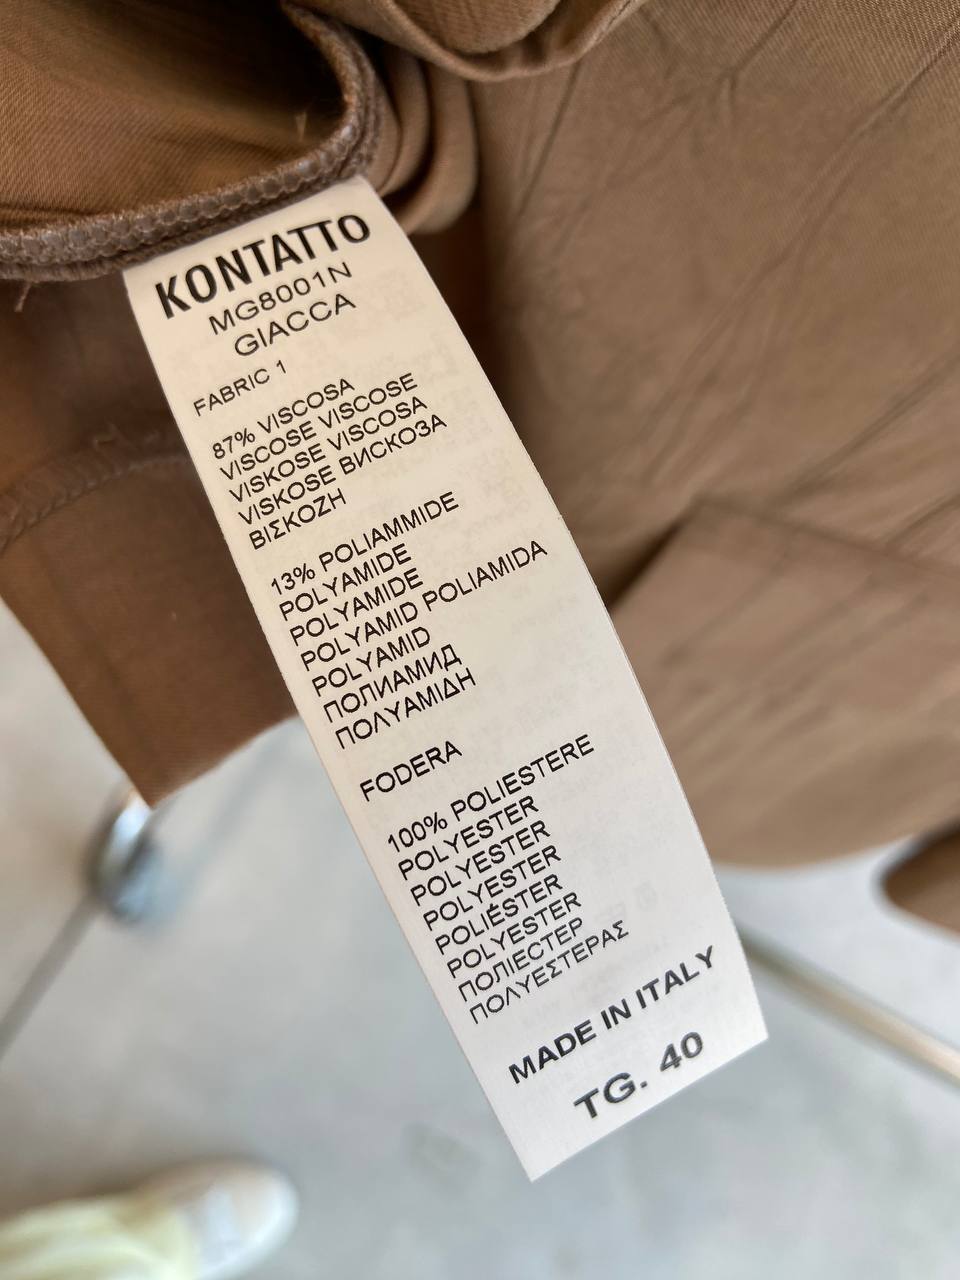 KONTATTO
MG8001N
GIACCA
FABRIC 1
87% VISCOSA
VISCOSE VISCOSE
VISKOSE VISCOSA
VISKOSE ВИСКОЗА
ΒΙΣΚΟΖΗ
13% POLIAMMIDE
POLYAMIDE
POLYAMIDE
POLYAMID POLIAMIDA
POLYAMID
ПОЛИАМИД
ΠΟΛΥΑΜΙΔΗ
FODERA
100% POLIESTERE
POLYESTER
POLYESTER
POLYESTER
POLIÉSTER
POLYESTER
ПОЛІЕСТЕР
ΠΟΛΥΕΣΤΕΡΑΣ
MADE IN ITALY
TG. 40